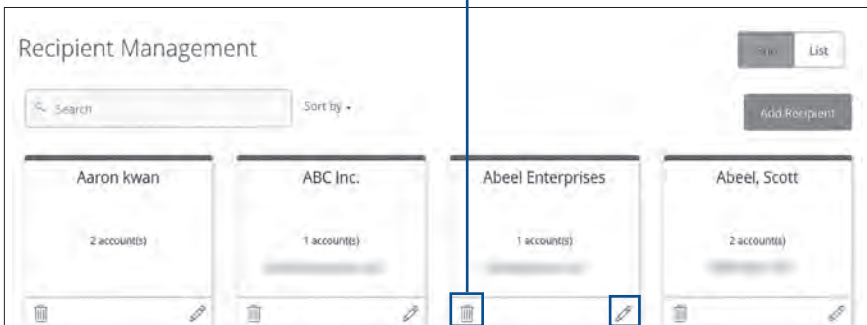 Recipient Management
Grid
List
Search
Sort by
Add Recipient
Aaron kwan
ABC Inc.
Abeel Enterprises
Abeel, Scott
2 account(s)
1 account(s)
1 account(s)
2 account(s)